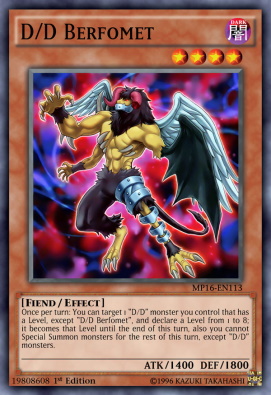 D/D BERFOMET
DARK
闇
MP16-EN113
[FIEND / EFFECT]
Once per turn: You can target 1 "D/D" monster you control that
has a Level, except "D/D Berfomet", and declare a Level from 1 to 8;
it becomes that Level until the end of this turn, also you cannot
Special Summon monsters for the rest of this turn, except "D/D"
monsters.
ATK/1400 DEF/1800
19808608 1st Edition ©1996 KAZUKI TAKAHASHI